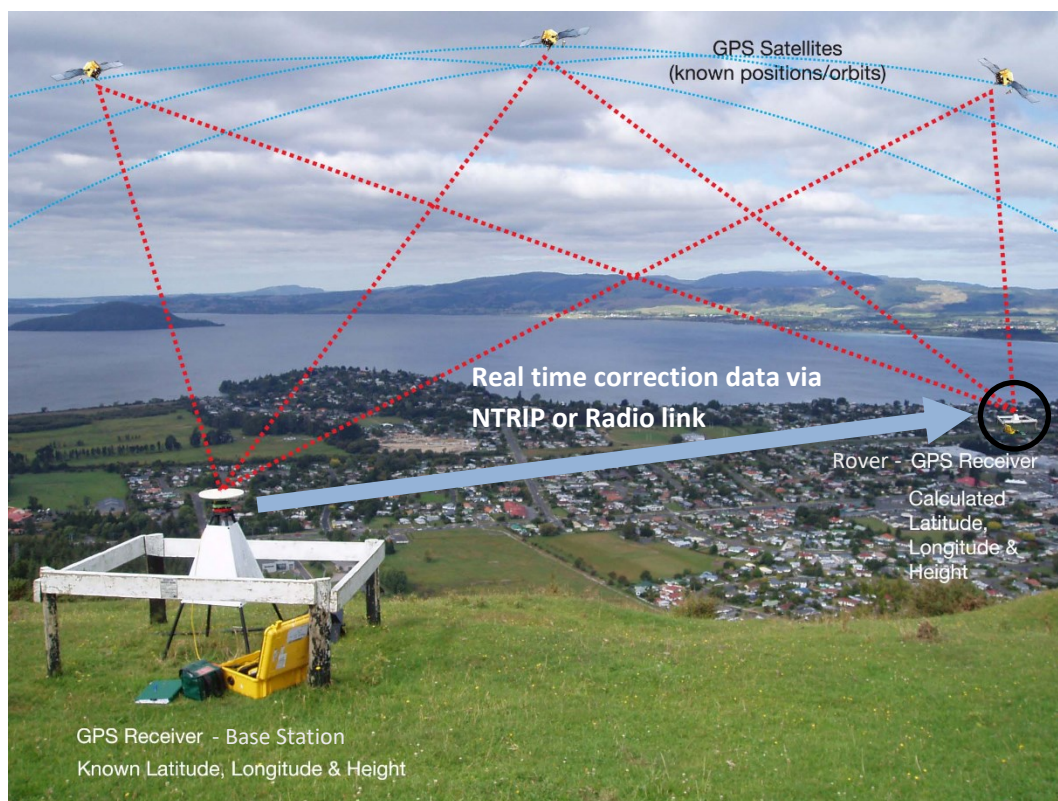 GPS Satellites
(known positions/orbits)
Real time correction data via
NTRIP or Radio link
Rover - GPS Receiver
Calculated
Latitude,
Longitude &
Height
GPS Receiver - Base Station
Known Latitude, Longitude & Height